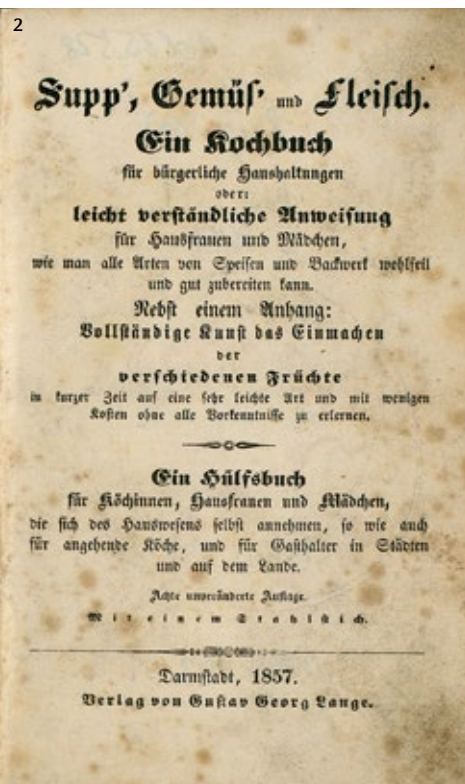 2
Supp', Gemüs' und Fleisch.
Ein Kochbuch
für bürgerliche Haushaltungen
oder:
leicht verständliche Anweisung
für Hausfrauen und Mädchen,
wie man alle Arten von Speisen und Backwerk wohlfeil
und gut zubereiten kann.
Nebst einem Anhang:
Vollständige Kunst das Einmachen
der
verschiedenen Früchte
in kurzer Zeit auf eine sehr leichte Art und mit wenigen
Kosten ohne alle Vorkenntnisse zu erlernen.
Ein Hülfsbuch
für Köchinnen, Hausfrauen und Mädchen,
die sich des Hauswesens selbst annehmen, so wie auch
für angehende Köche, und für Gasthalter in Städten
und auf dem Lande.
Achte unveränderte Auflage.
Mit einem Stahlstich.
Darmstadt, 1857.
Verlag von Gustav Georg Lange.